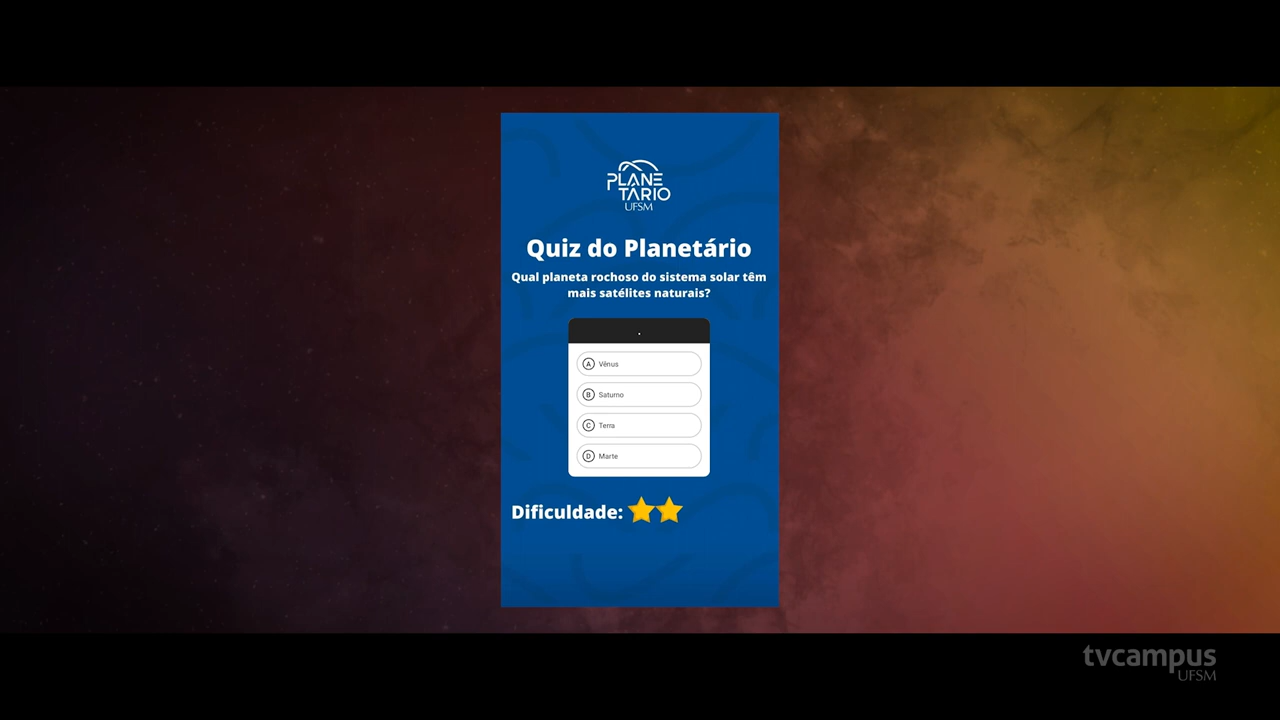 PLANE
TÁRIO
UFSM
Quiz do Planetário
Qual planeta rochoso do sistema solar têm
mais satélites naturais?
.
A Vênus
B Saturno
C Terra
D Marte
Dificuldade:
tvcampus
UFSM